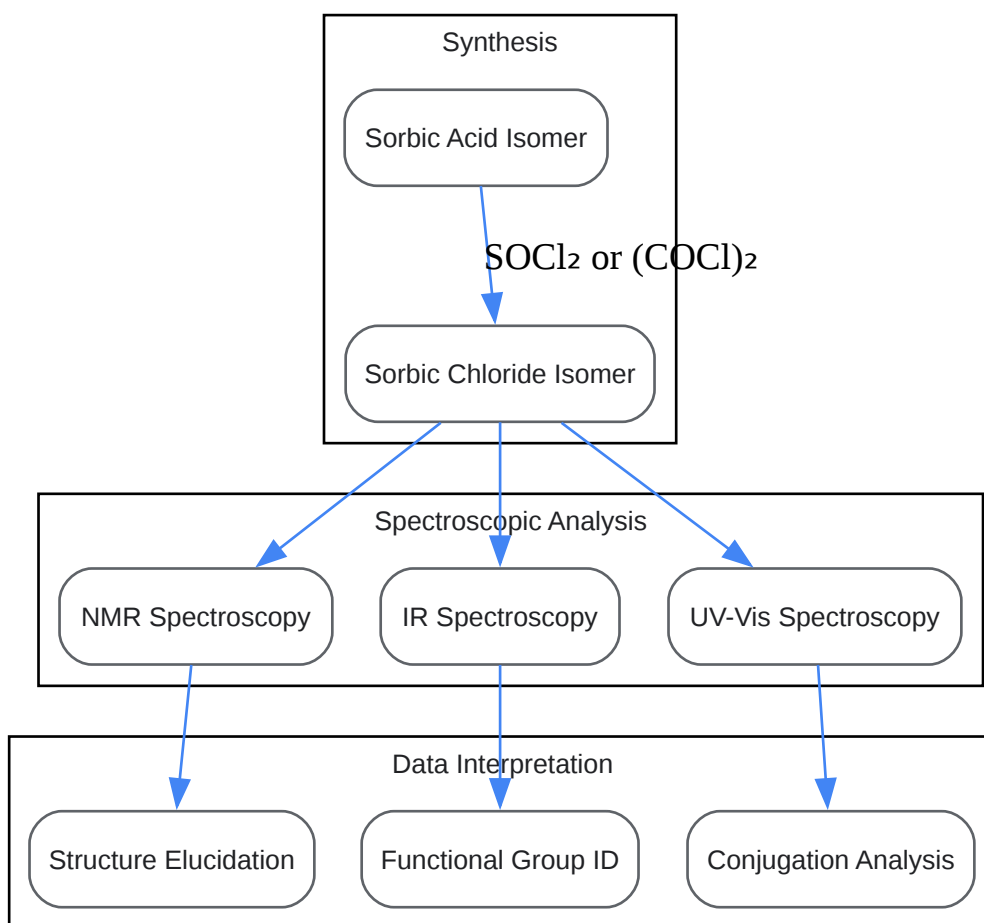 Synthesis
Sorbic Acid Isomer
SOCl₂ or (COCl)₂
Sorbic Chloride Isomer
Spectroscopic Analysis
NMR Spectroscopy
IR Spectroscopy
UV-Vis Spectroscopy
Data Interpretation
Structure Elucidation
Functional Group ID
Conjugation Analysis